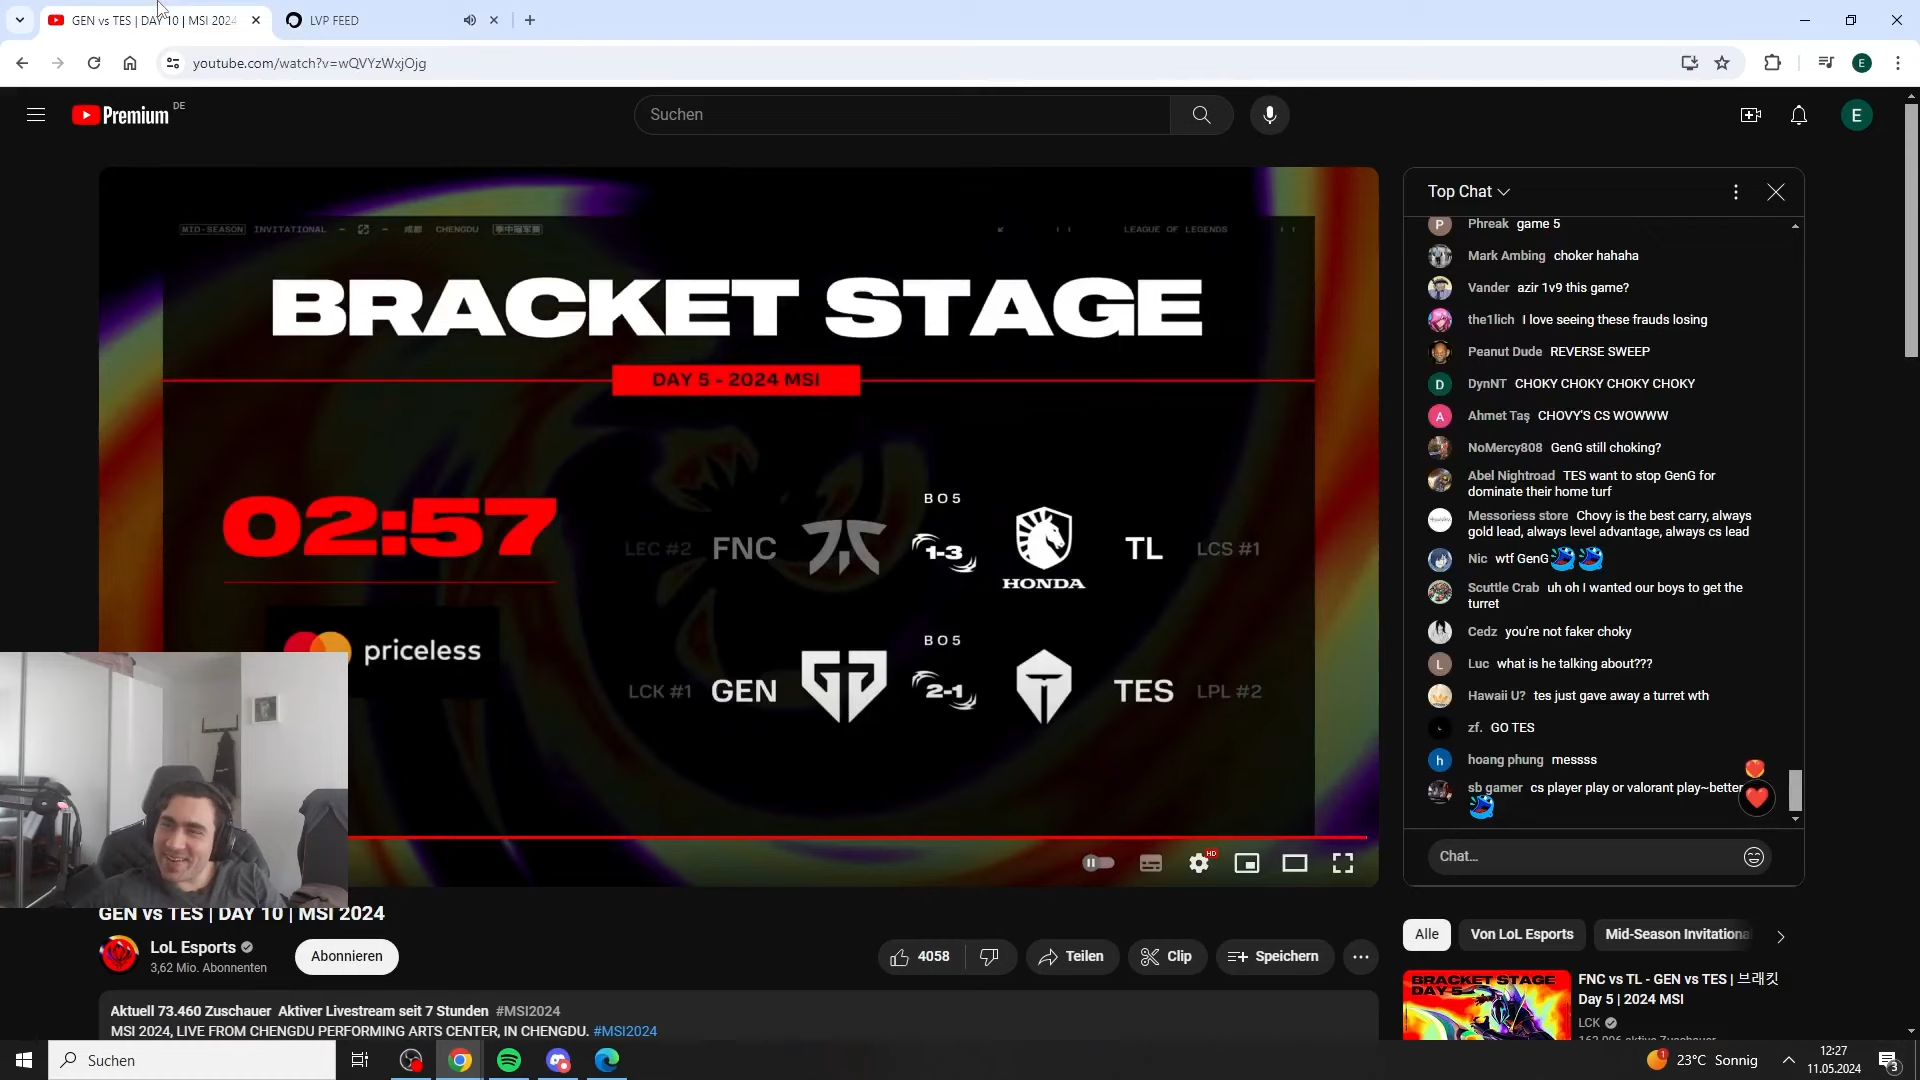 GEN vs TES | DAY 10 | MSI 2024
LVP FEED
youtube.com/watch?v=wQVYzWxjOjg
Premium DE
Suchen
E
MID-SEASON INVITATIONAL CHENGDU
LEAGUE OF LEGENDS
BRACKET STAGE
DAY 5 - 2024 MSI
02:57
priceless
BO5
LEC #2 FNC 1-3 HONDA TL LCS #1
BO5
LCK #1 GEN 2-1 TES LPL #2
HD
Top Chat
Phreak game 5
Mark Ambing choker hahaha
Vander azir 1v9 this game?
the1lich I love seeing these frauds losing
Peanut Dude REVERSE SWEEP
DynNT CHOKY CHOKY CHOKY CHOKY
Ahmet Taş CHOVY'S CS WOWWW
NoMercy808 GenG still choking?
Abel Nightroad TES want to stop GenG for
dominate their home turf
Messoriess store Chovy is the best carry, always
gold lead, always level advantage, always cs lead
Nic wtf GenG
Scuttle Crab uh oh I wanted our boys to get the
turret
Cedz you're not faker choky
Luc what is he talking about???
Hawaii U? tes just gave away a turret wth
zf. GO TES
hoang phung messss
sb gamer cs player play or valorant play~better
Chat...
GEN vs TES | DAY 10 | MSI 2024
LoL Esports
3,62 Mio. Abonnenten
Abonnieren
4058
Teilen
Clip
Speichern
Aktuell 73.460 Zuschauer Aktiver Livestream seit 7 Stunden #MSI2024
MSI 2024, LIVE FROM CHENGDU PERFORMING ARTS CENTER, IN CHENGDU. #MSI2024
Alle
Von LoL Esports
Mid-Season Invitational
BRACKET STAGE
DAY 5
FNC vs TL - GEN vs TES | 브래킷
Day 5 | 2024 MSI
LCK
Suchen
23°C Sonnig
12:27
11.05.2024
3